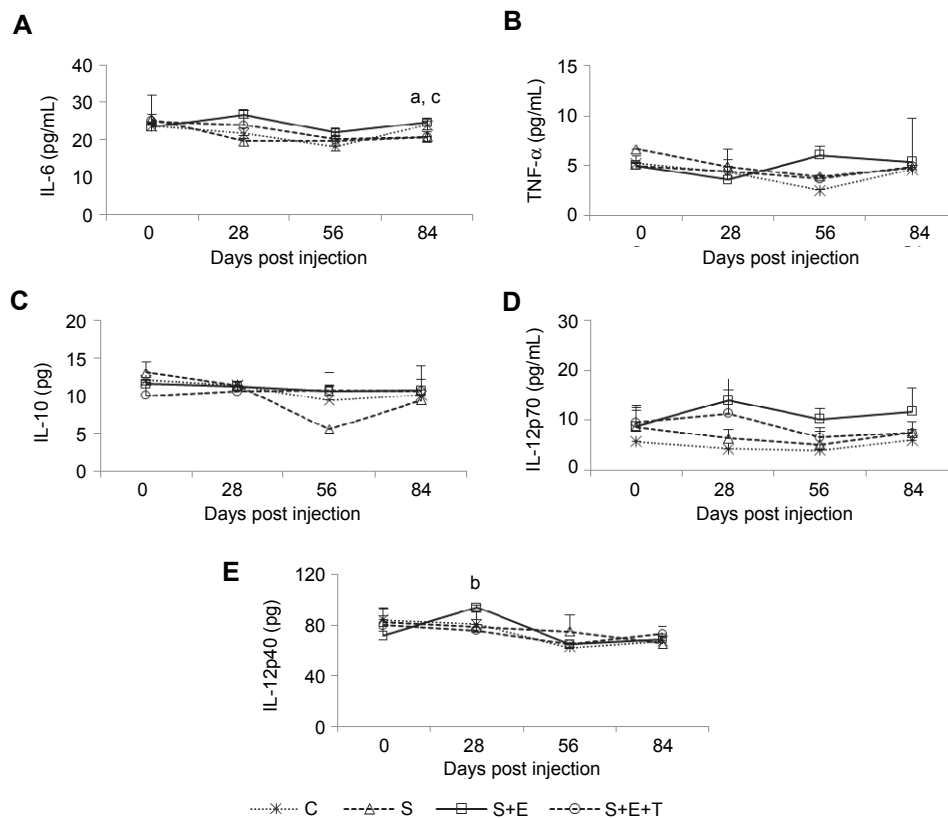 A
IL-6 (pg/mL)
40
30
20
10
0
a, c
0 28 56 84
Days post injection
B
TNF-α (pg/mL)
15
10
5
0
0 28 56 84
Days post injection
C
IL-10 (pg)
20
15
10
5
0
0 28 56 84
Days post injection
D
IL-12p70 (pg/mL)
30
20
10
0
0 28 56 84
Days post injection
E
IL-12p40 (pg)
120
80
40
0
b
0 28 56 84
Days post injection
C S S+E S+E+T